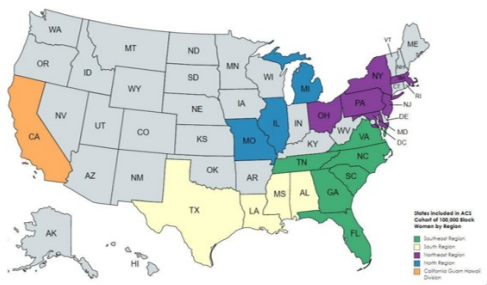 WA
MT
ND
MN
VT
ME
OR
ID
SD
WI
MI
NY
WY
IA
RI
NE
PA
NJ
NV
UT
CO
IL
IN
OH
DE
CA
KS
MO
KY
WV
VA
MD
DC
AZ
NM
OK
AR
TN
NC
SC
MS
AL
GA
TX
LA
FL
AK
HI
States included in ACS
Cohort of 100,000 Black
Women by Region
Southeast Region
South Region
Northeast Region
North Region
California Guam Hawaii
Division